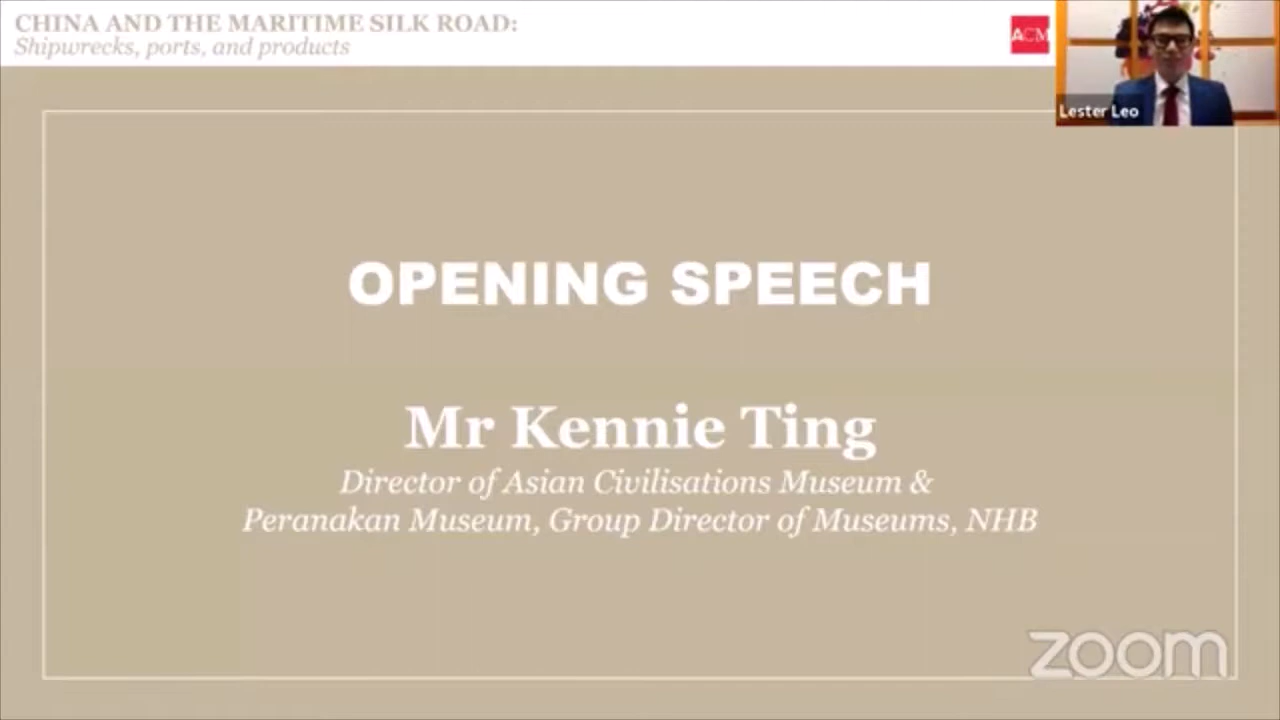 CHINA AND THE MARITIME SILK ROAD:
Shipwrecks, ports, and products
ACM
Lester Leo
OPENING SPEECH
Mr Kennie Ting
Director of Asian Civilisations Museum &
Peranakan Museum, Group Director of Museums, NHB
zoom